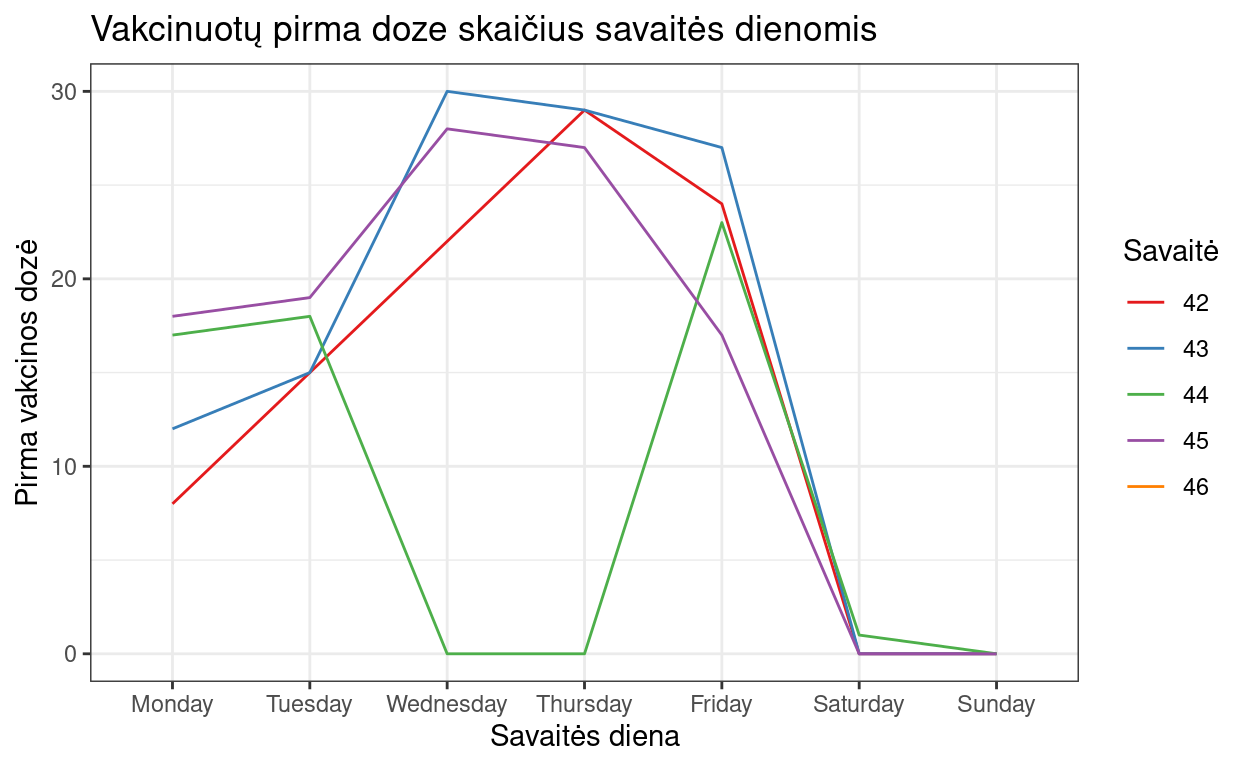 Vakcinuotų pirma doze skaičius savaitės dienomis
Pirma vakcinos dozė
30
20
10
0
Monday
Tuesday
Wednesday
Thursday
Friday
Saturday
Sunday
Savaitės diena
Savaitė
42
43
44
45
46